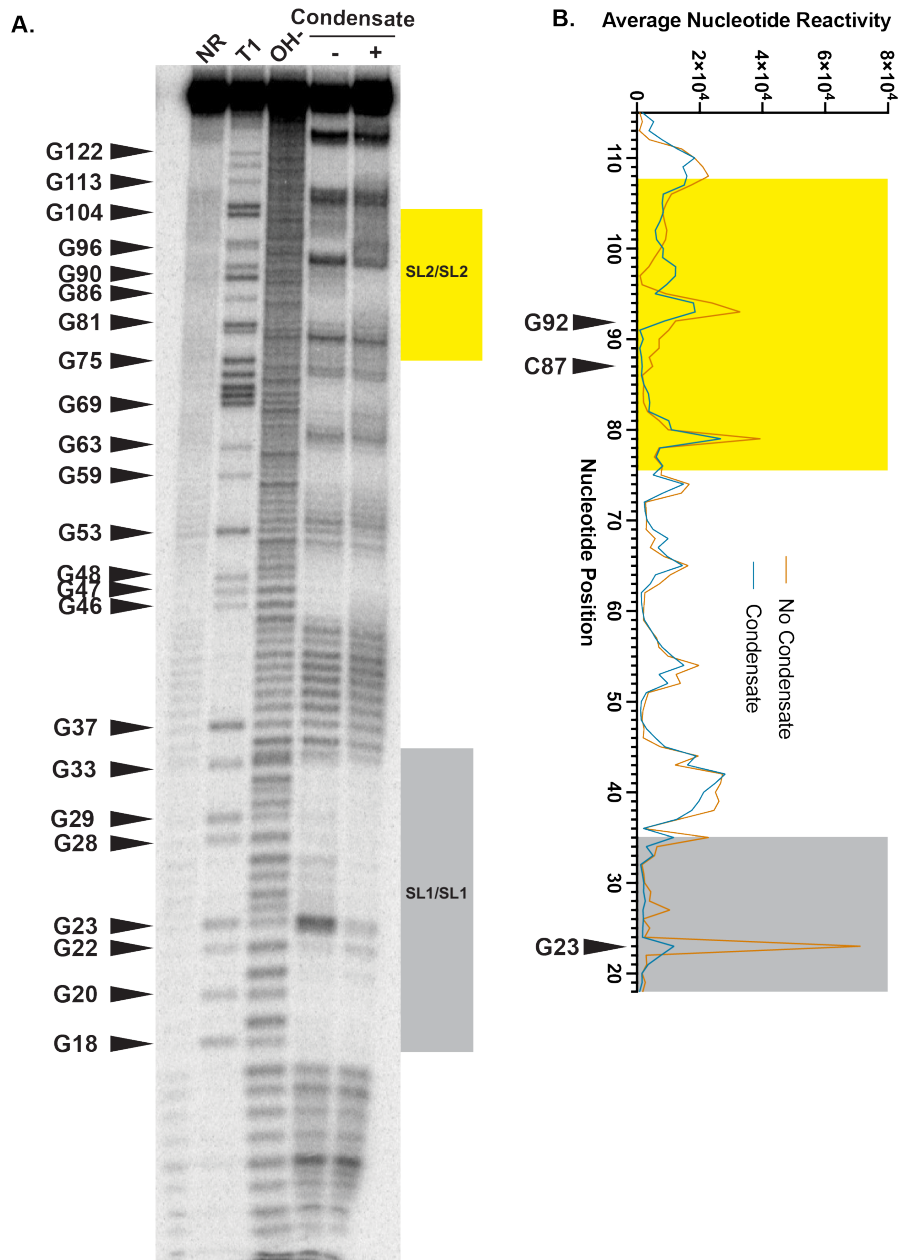 A.
Condensate
NR T1 OH- - +
G122
G113
G104
G96
G90
G86
G81
G75
G69
G63
G59
G53
G48
G47
G46
G37
G33
G29
G28
G23
G22
G20
G18
SL2/SL2
SL1/SL1
B.
Average Nucleotide Reactivity
0 2×10⁴ 4×10⁴ 6×10⁴ 8×10⁴
110
100
90
80
70
60
50
40
30
20
Nucleotide Position
G92
C87
G23
No Condensate
Condensate